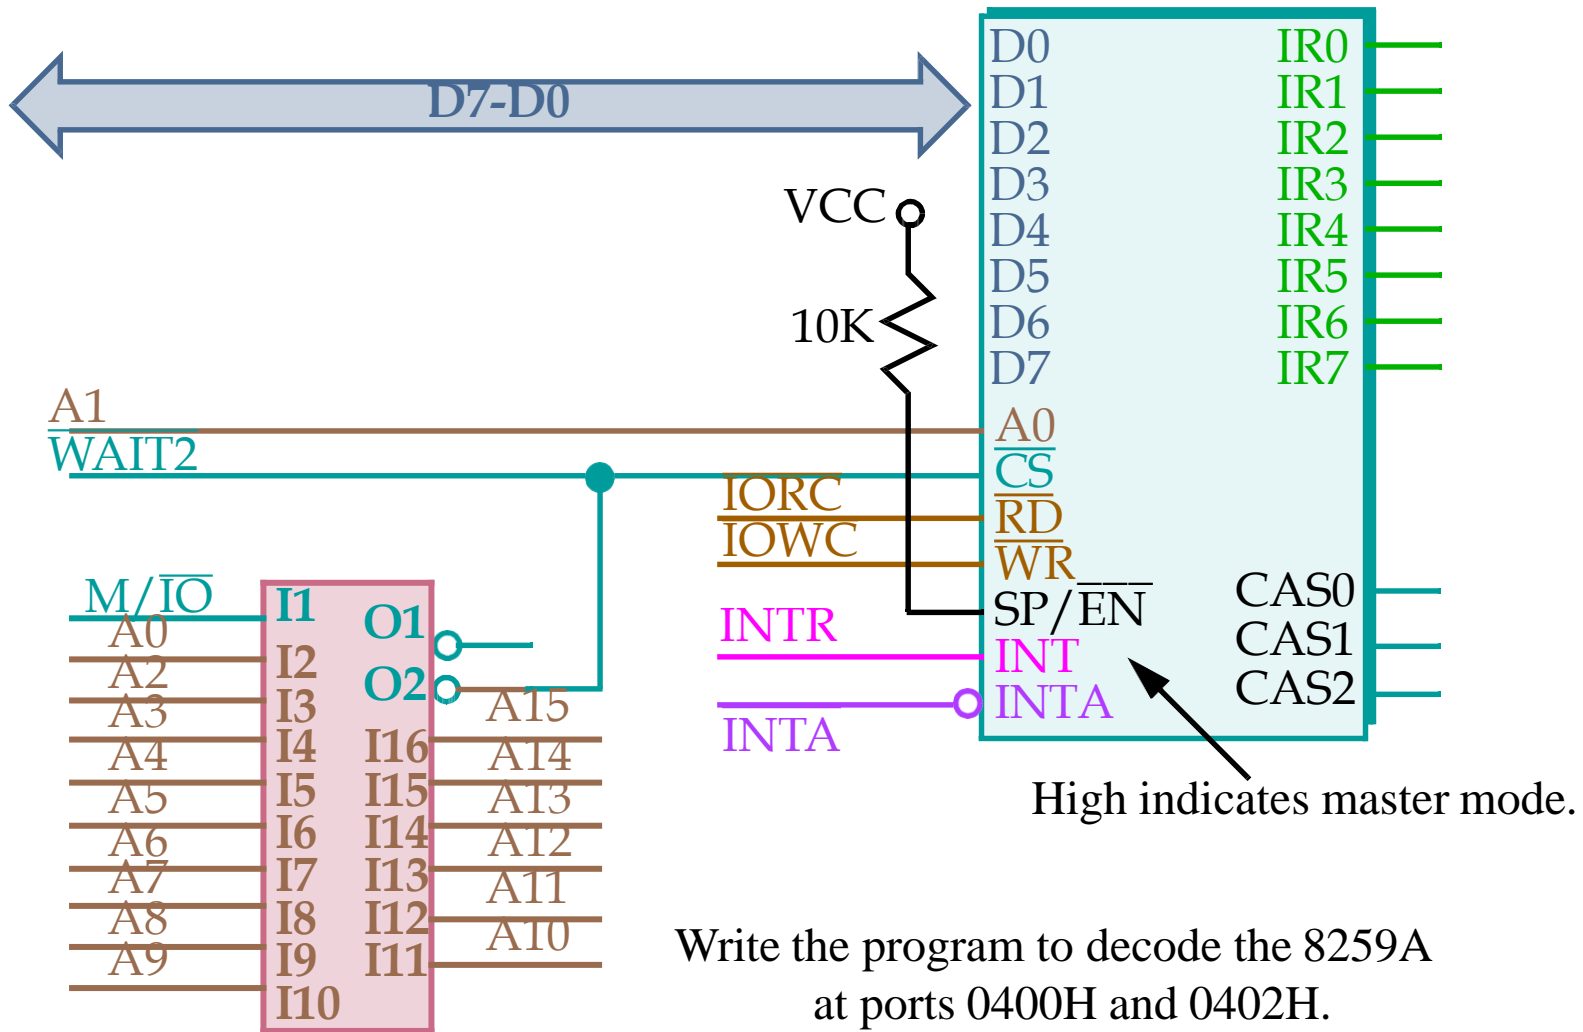 D7-D0
D0
D1
D2
D3
D4
D5
D6
D7
A0
CS
RD
WR
SP/EN
INT
INTA
IR0
IR1
IR2
IR3
IR4
IR5
IR6
IR7
CAS0
CAS1
CAS2
VCC
10K
A1
WAIT2
IORC
IOWC
INTR
INTA
M/IO
A0
A2
A3
A4
A5
A6
A7
A8
A9
I1
I2
I3
I4
I5
I6
I7
I8
I9
I10
O1
O2
I16
I15
I14
I13
I12
I11
A15
A14
A13
A12
A11
A10
High indicates master mode.
Write the program to decode the 8259A
at ports 0400H and 0402H.